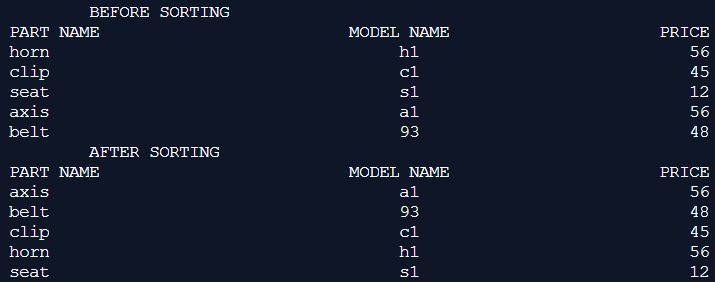 BEFORE SORTING
PART NAME MODEL NAME PRICE
horn h1 56
clip c1 45
seat s1 12
axis a1 56
belt 93 48
AFTER SORTING
PART NAME MODEL NAME PRICE
axis a1 56
belt 93 48
clip c1 45
horn h1 56
seat s1 12